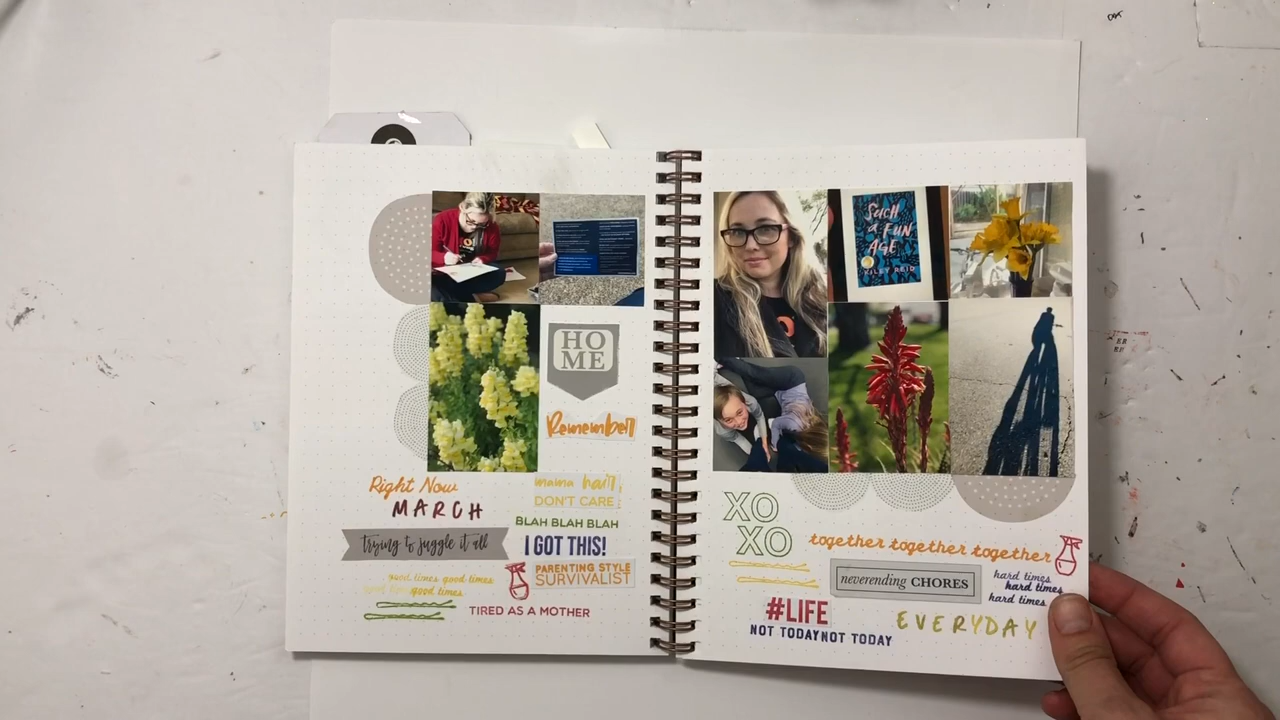 HO
ME
Remember
Right Now
MARCH
trying to juggle it all
good times good times
good times
mama hair,
DON'T CARE
BLAH BLAH BLAH
I GOT THIS!
PARENTING STYLE
SURVIVALIST
TIRED AS A MOTHER
Such
a FUN
AGE
KILEY REID
XO
XO
together together together
neverending CHORES
hard times
hard times
hard times
#LIFE
NOT TODAY NOT TODAY
EVERYDAY